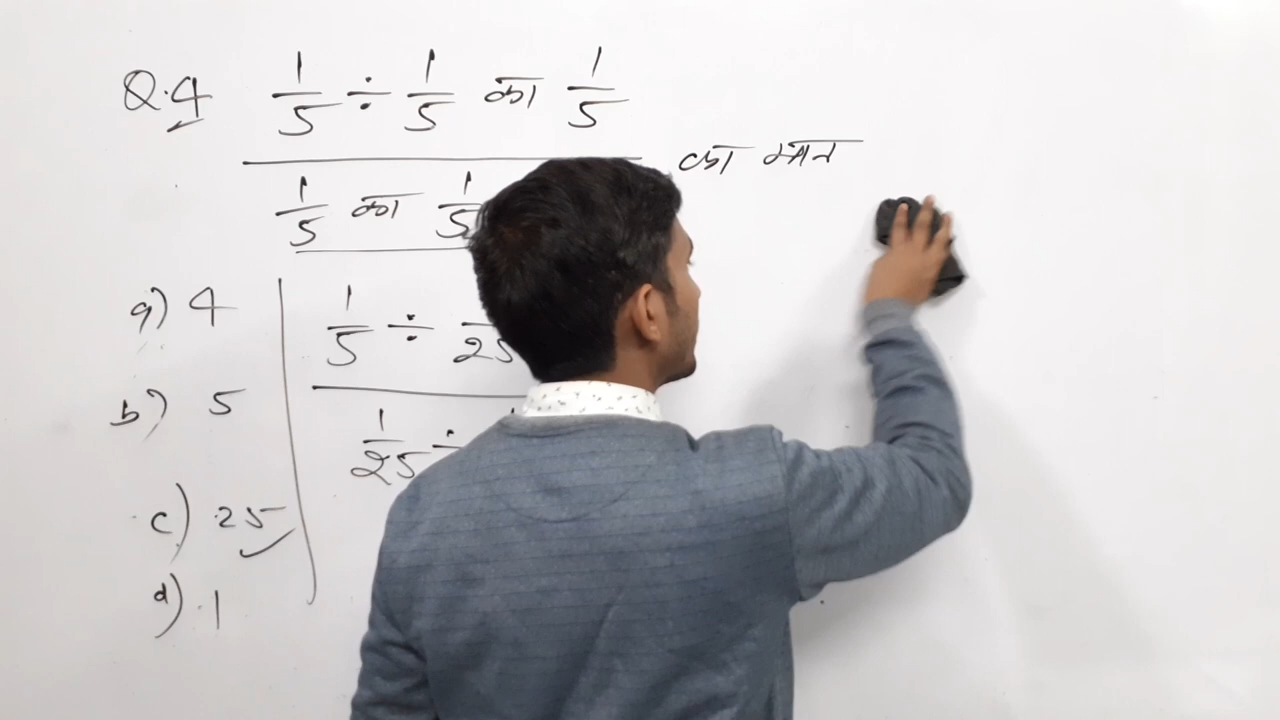 Q.4 1/5 ÷ 1/5 का 1/5
का मान
1/5 का 1/5
a) 4
b) 5
c) 25 ✓
d) 1
1/5 ÷ /25
1/25 ÷